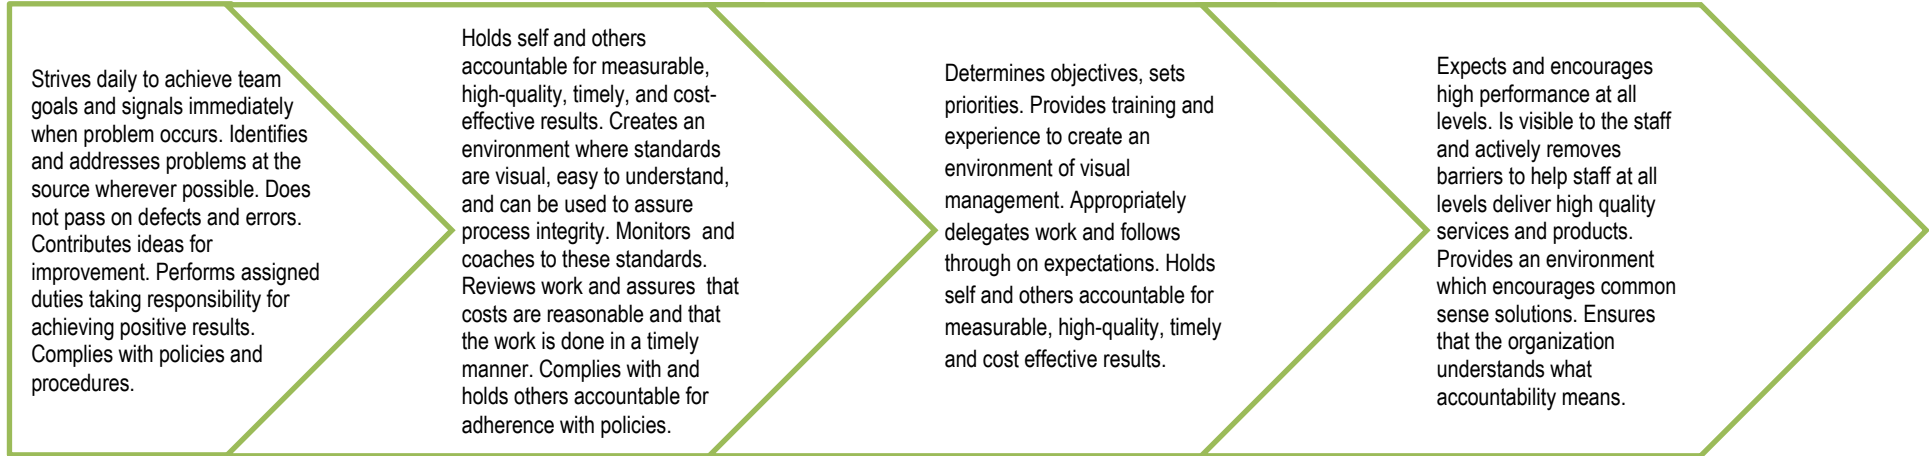 Strives daily to achieve team
goals and signals immediately
when problem occurs. Identifies
and addresses problems at the
source wherever possible. Does
not pass on defects and errors.
Contributes ideas for
improvement. Performs assigned
duties taking responsibility for
achieving positive results.
Complies with policies and
procedures.
Holds self and others
accountable for measurable,
high-quality, timely, and cost-
effective results. Creates an
environment where standards
are visual, easy to understand,
and can be used to assure
process integrity. Monitors  and
coaches to these standards.
Reviews work and assures  that
costs are reasonable and that
the work is done in a timely
manner. Complies with and
holds others accountable for
adherence with policies.
Determines objectives, sets
priorities. Provides training and
experience to create an
environment of visual
management. Appropriately
delegates work and follows
through on expectations. Holds
self and others accountable for
measurable, high-quality, timely
and cost effective results.
Expects and encourages
high performance at all
levels. Is visible to the staff
and actively removes
barriers to help staff at all
levels deliver high quality
services and products.
Provides an environment
which encourages common
sense solutions. Ensures
that the organization
understands what
accountability means.